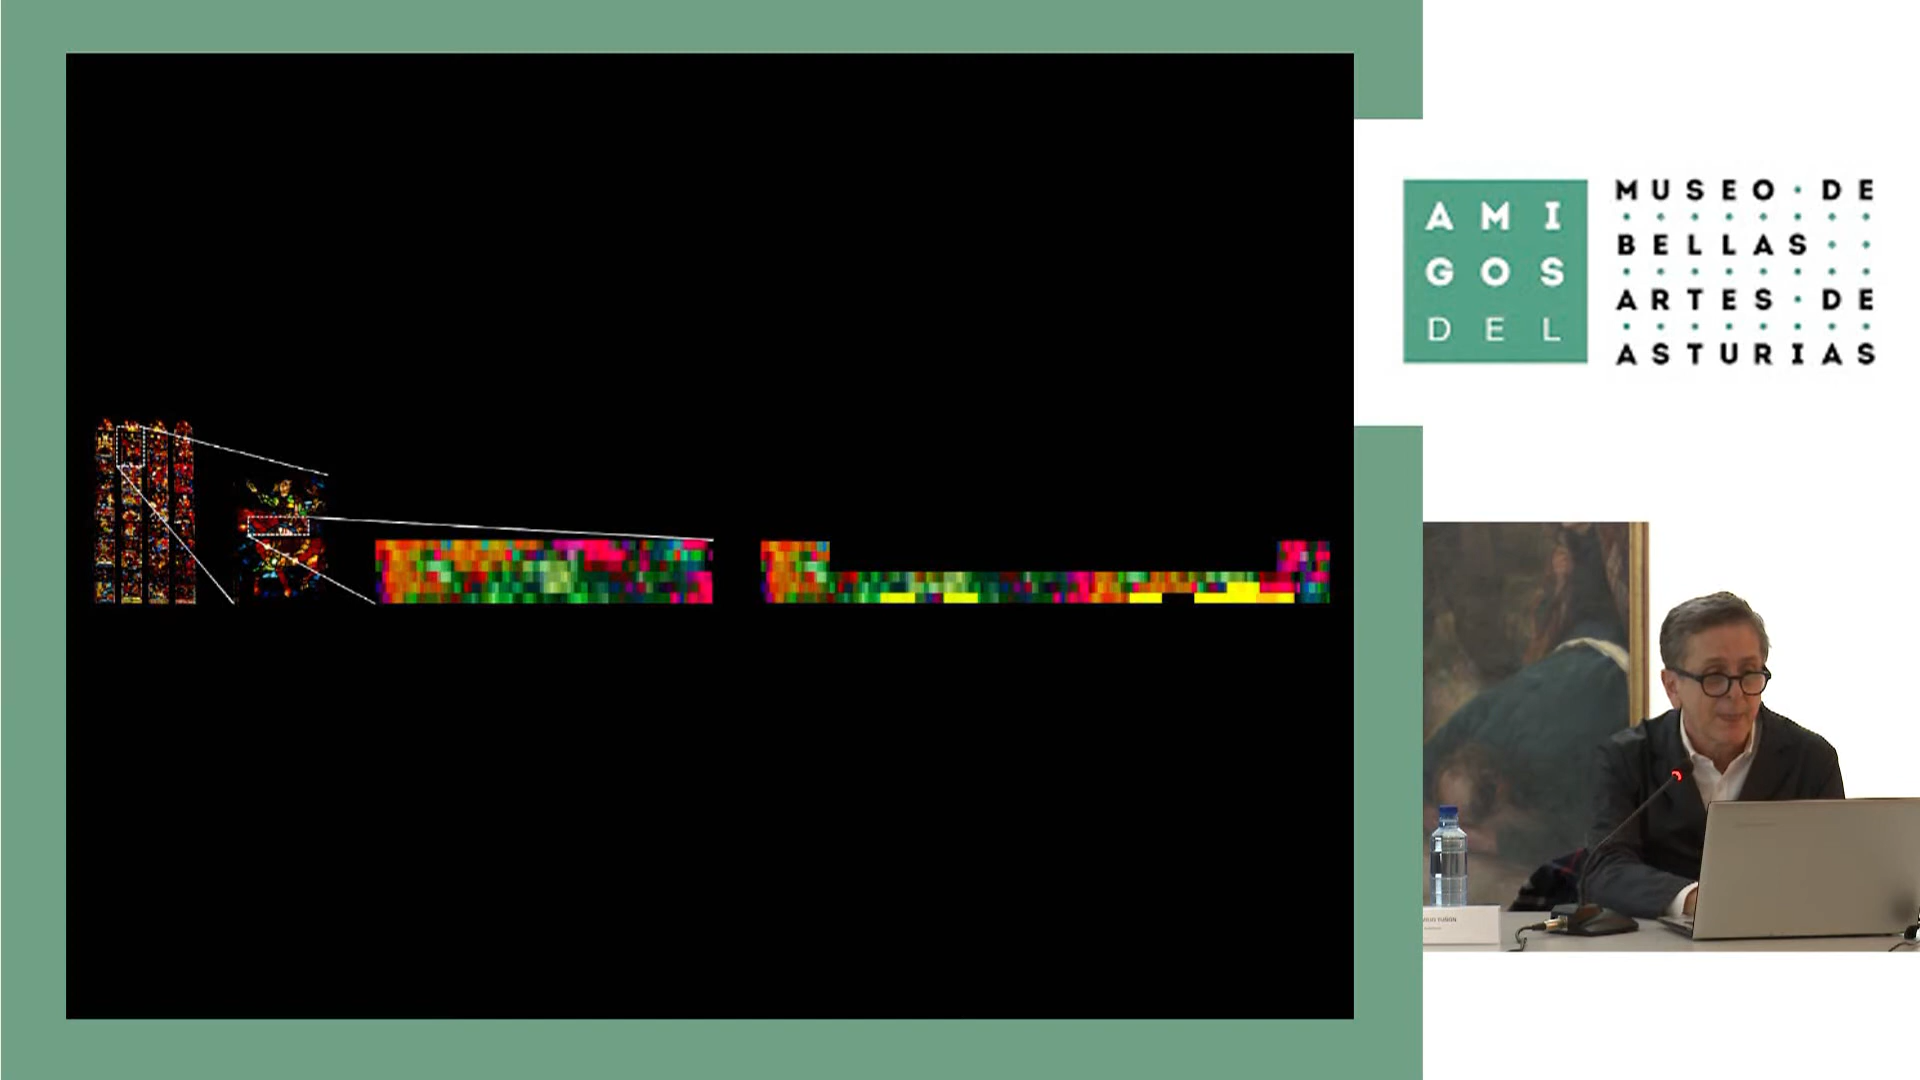 AMI
GOS
DEL
MUSEO · DE
BELLAS
ARTES · DE
ASTURIAS